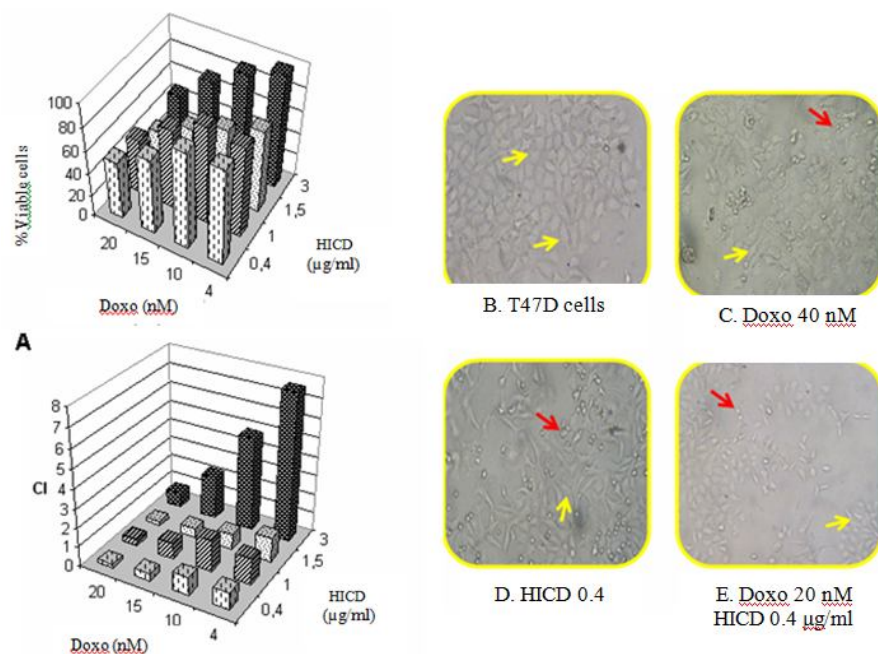 100
80
60
40
20
0
% Viable cells
20
15
10
4
0,4
1
1,5
3
HICD
(µg/ml)
Doxo (nM)
A
8
7
6
5
4
3
2
1
0
CI
20
15
10
4
0,4
1
1,5
3
HICD
(µg/ml)
Doxo (nM)
B. T47D cells
C. Doxo 40 nM
D. HICD 0.4
E. Doxo 20 nM
HICD 0.4 µg/ml